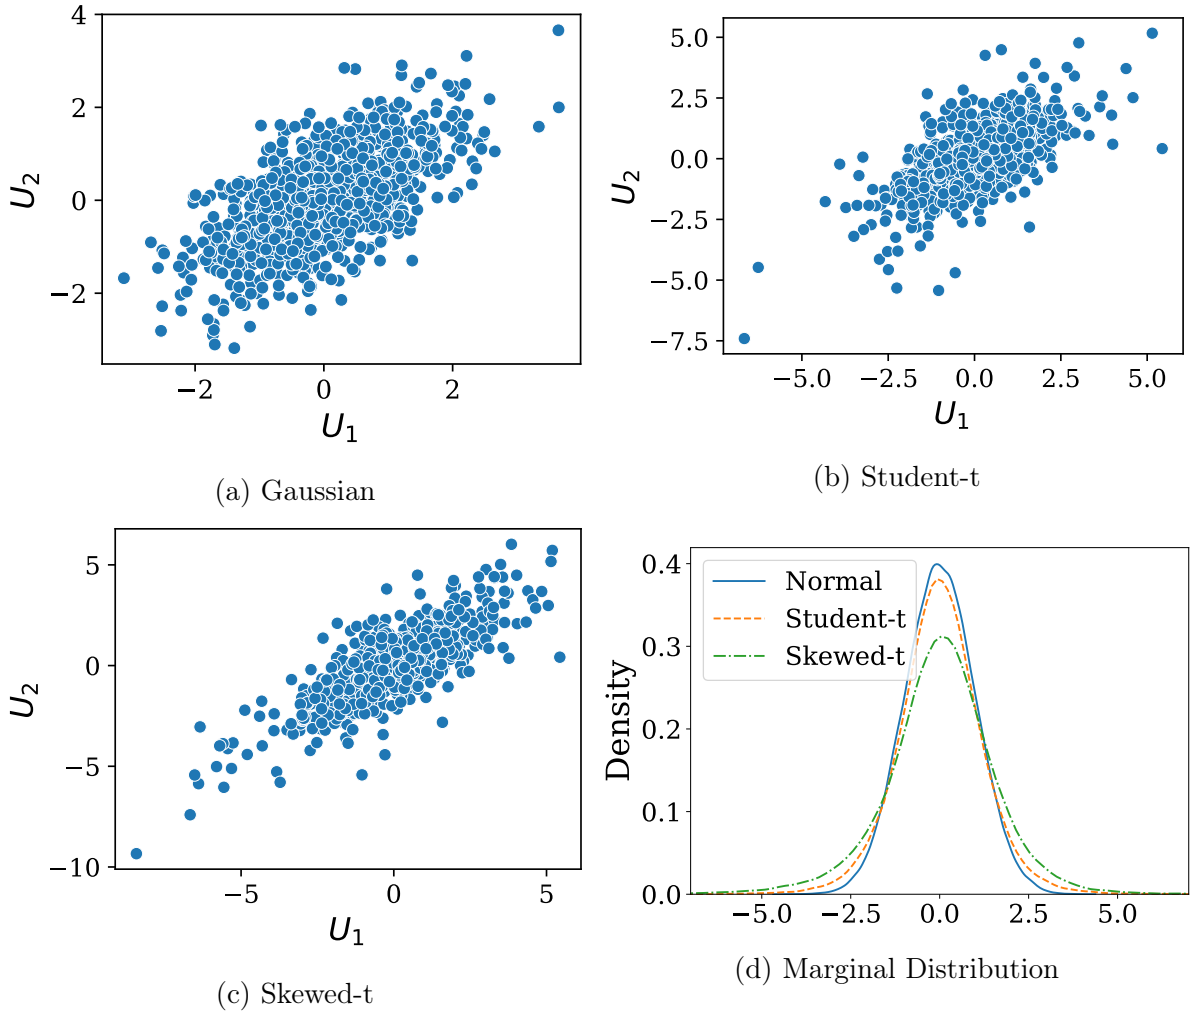 4
2
0
−2
U2
−2 0 2
U1
(a) Gaussian
5.0
2.5
0.0
−2.5
−5.0
−7.5
U2
−5.0 −2.5 0.0 2.5 5.0
U1
(b) Student-t
5
0
−5
−10
U2
−5 0 5
U1
(c) Skewed-t
0.4
0.3
0.2
0.1
0.0
Density
Normal
Student-t
Skewed-t
−5.0 −2.5 0.0 2.5 5.0
(d) Marginal Distribution